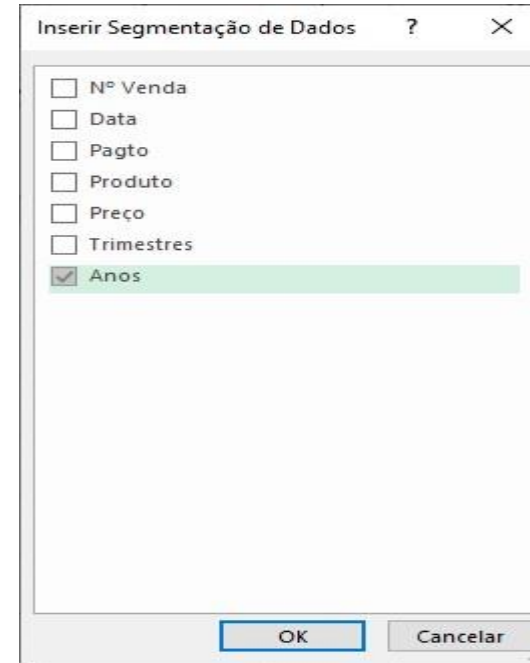 Inserir Segmentação de Dados ?
Nº Venda
Data
Pagto
Produto
Preço
Trimestres
Anos
OK Cancelar